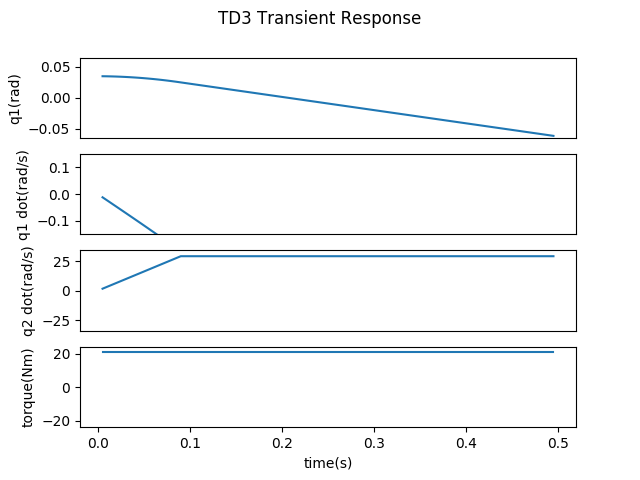 TD3 Transient Response
q1(rad)
0.05
0.00
−0.05
q1 dot(rad/s)
0.1
0.0
−0.1
q2 dot(rad/s)
25
0
−25
torque(Nm)
20
0
−20
0.0 0.1 0.2 0.3 0.4 0.5
time(s)